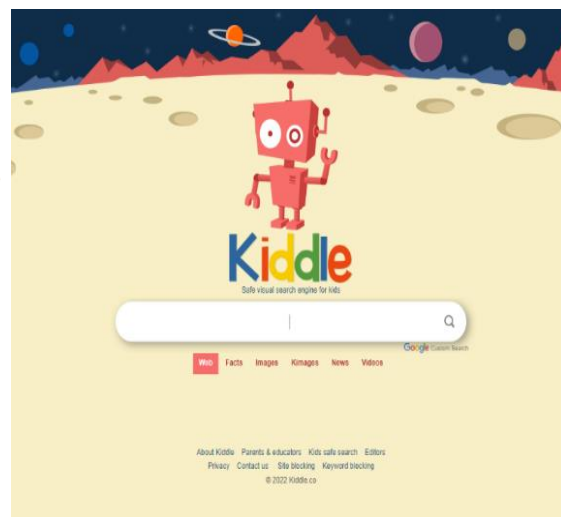 Kiddle
Safe visual search engine for kids
Google Custom Search
Web Facts Images Kimages News Videos
About Kiddle Parents & educators Kids safe search Editors
Privacy Contact us Site blocking Keyword blocking
© 2022 Kiddle.co